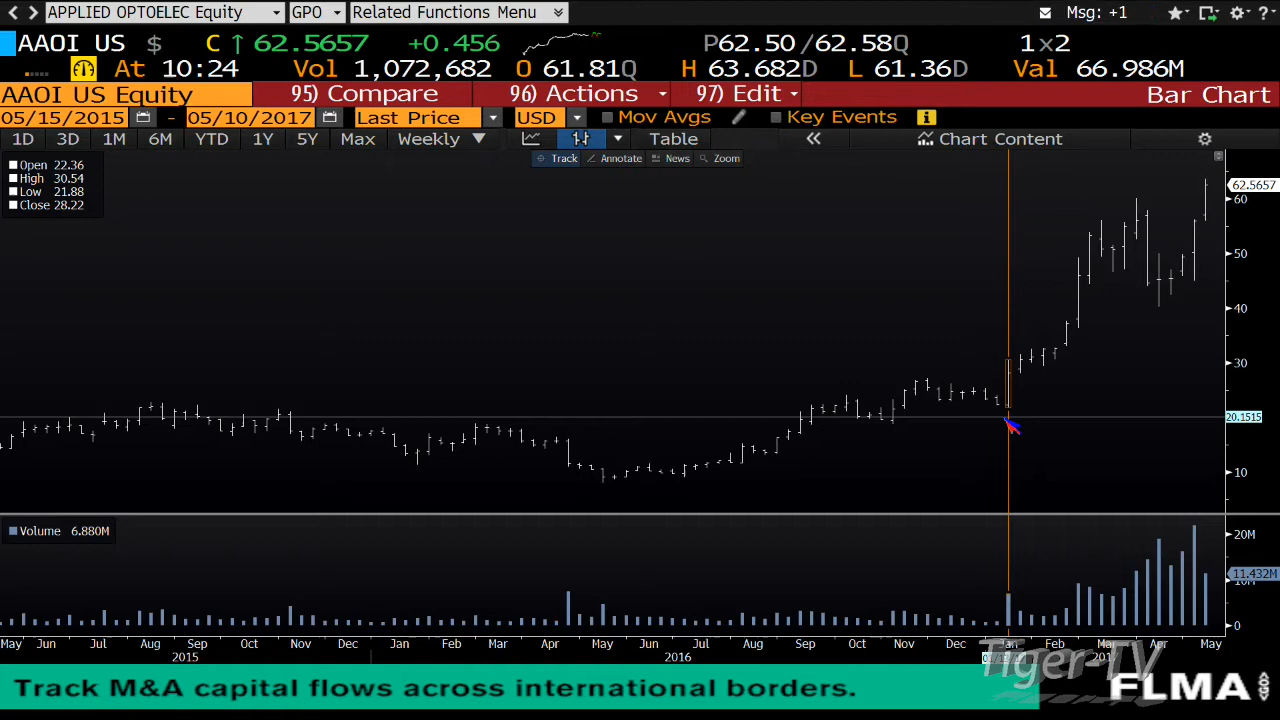 APPLIED OPTOELEC Equity GPO Related Functions Menu Msg: +1 ?
AAOI US $ C ↑ 62.5657 +0.456 P62.50/62.58Q 1x2
At 10:24 Vol 1,072,682 O 61.81Q H 63.682D L 61.36D Val 66.986M
AAOI US Equity 95) Compare 96) Actions 97) Edit Bar Chart
05/15/2015 - 05/10/2017 Last Price USD Mov Avgs Key Events
1D 3D 1M 6M YTD 1Y 5Y Max Weekly ▼ Table « Chart Content
Track Annotate News Zoom
Open 22.36
High 30.54
Low 21.88
Close 28.22
62.5657
60
50
40
30
20.1515
10
Volume 6.880M
20M
11.432M
10M
0
May Jun Jul Aug Sep Oct Nov Dec Jan Feb Mar Apr May Jun Jul Aug Sep Oct Nov Dec Jan Feb Mar Apr May
2015 2016
Tiger-TV
Track M&A capital flows across international borders. FLMA